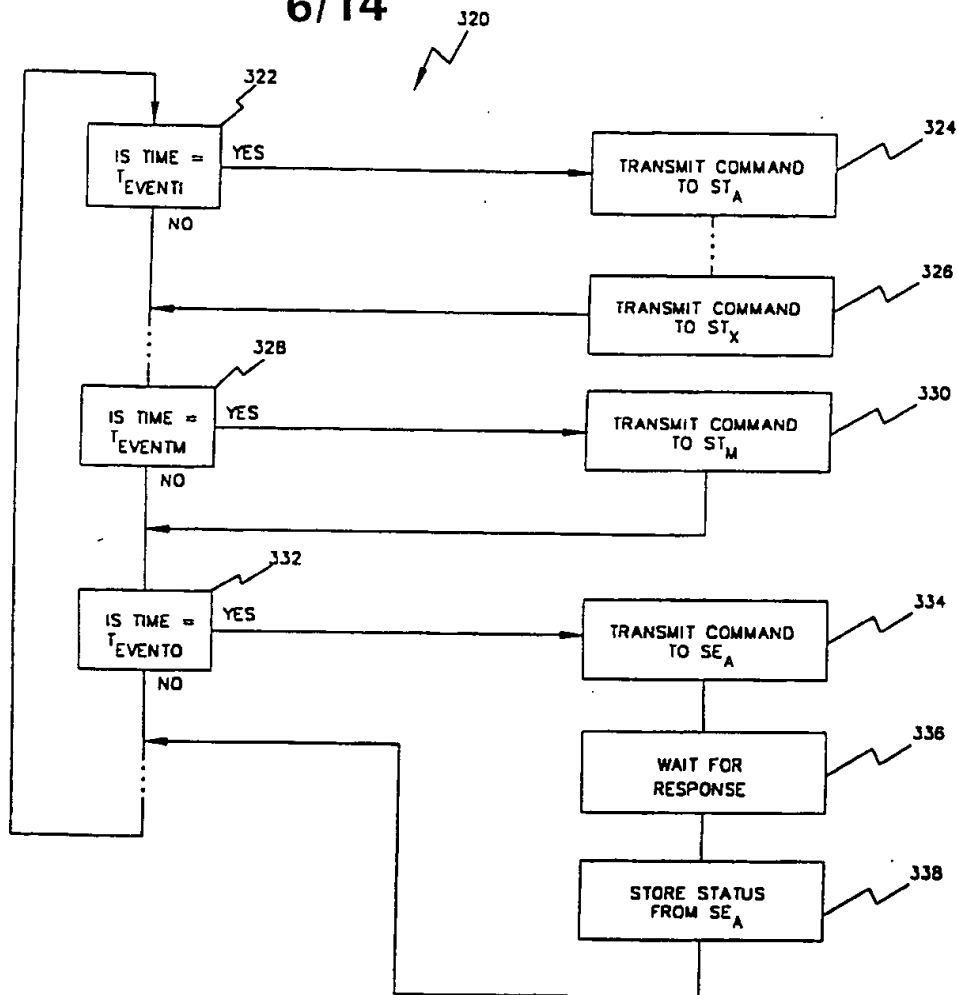 6/14
320
322
IS TIME =
TEVENTI
YES
NO
324
TRANSMIT COMMAND
TO STA
326
TRANSMIT COMMAND
TO STX
328
IS TIME =
TEVENTM
YES
NO
330
TRANSMIT COMMAND
TO STM
332
IS TIME =
TEVENTO
YES
NO
334
TRANSMIT COMMAND
TO SEA
336
WAIT FOR
RESPONSE
338
STORE STATUS
FROM SEA